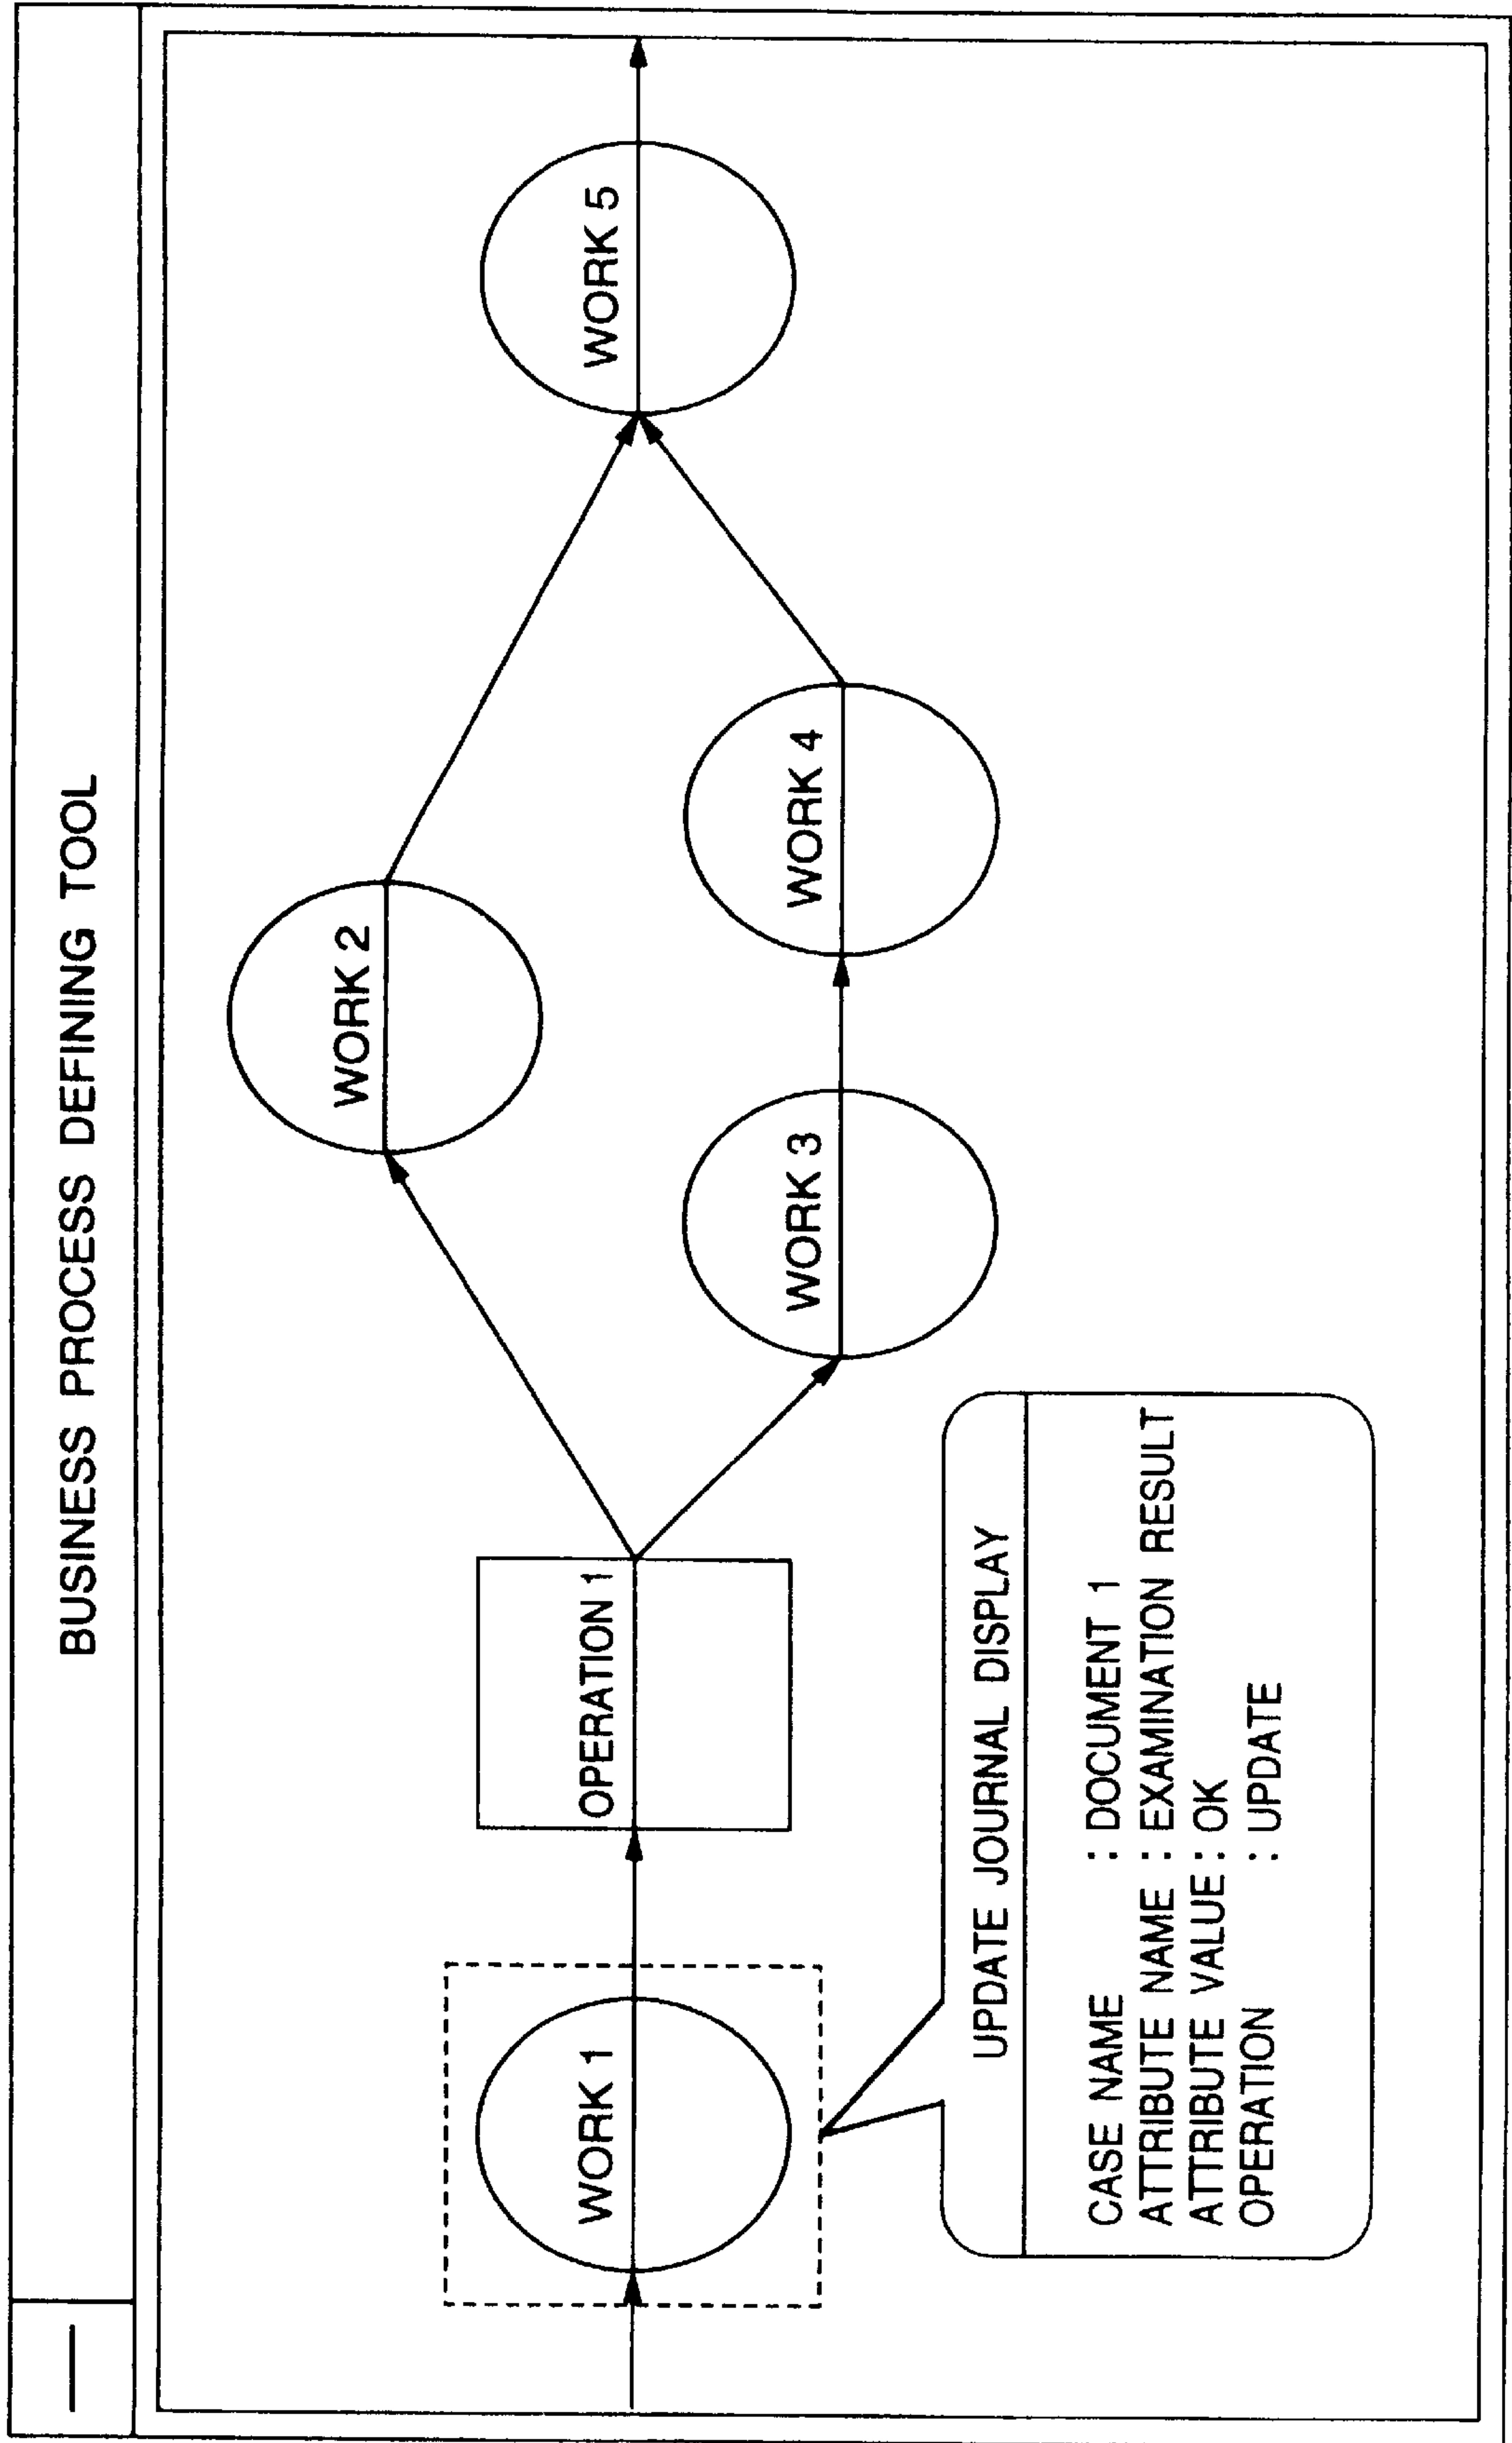 BUSINESS PROCESS DEFINING TOOL
WORK 1
OPERATION 1
WORK 2
WORK 3
WORK 4
WORK 5
UPDATE JOURNAL DISPLAY
CASE NAME : DOCUMENT 1
ATTRIBUTE NAME : EXAMINATION RESULT
ATTRIBUTE VALUE : OK
OPERATION : UPDATE